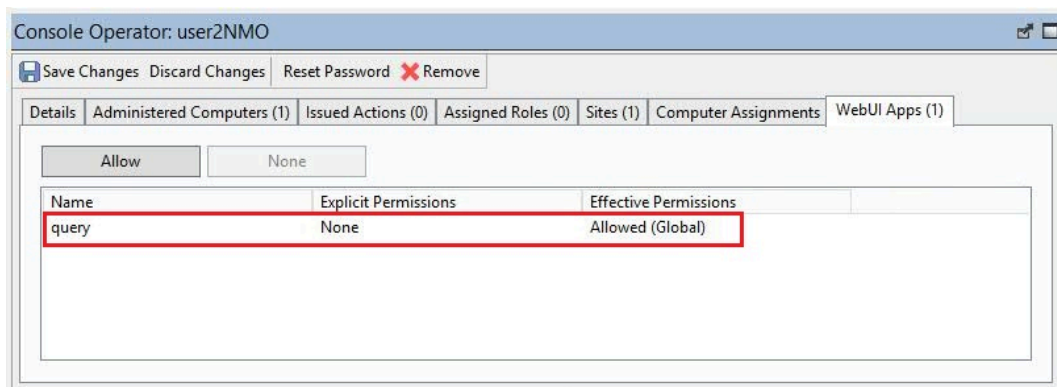 Console Operator: user2NMO
Save Changes Discard Changes Reset Password Remove
Details Administered Computers (1) Issued Actions (0) Assigned Roles (0) Sites (1) Computer Assignments WebUI Apps (1)
Allow None
Name Explicit Permissions Effective Permissions
query None Allowed (Global)